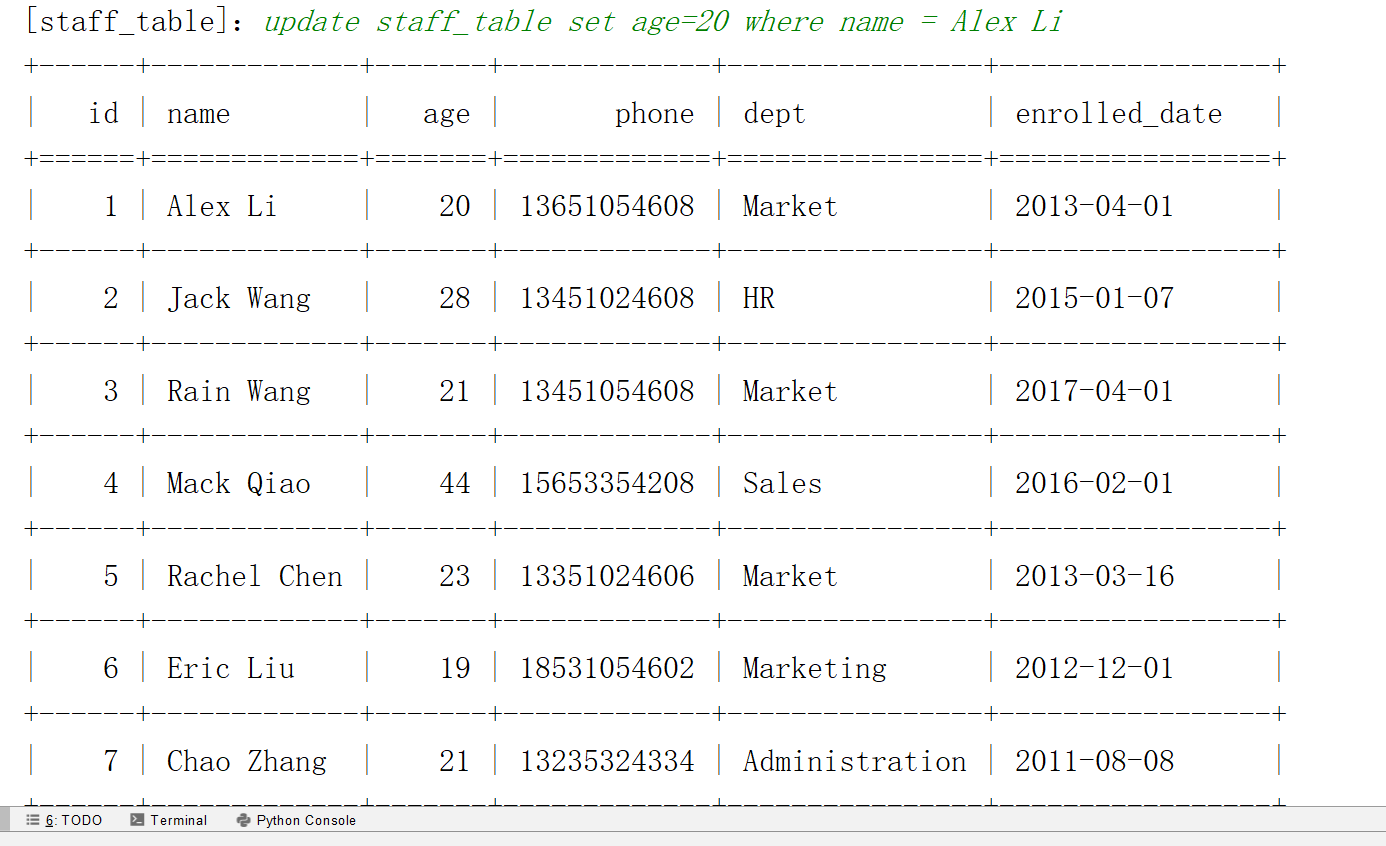 [staff_table]: update staff_table set age=20 where name = Alex Li
+------+-------------+-------+-------------+----------------+-----------------+
|   id | name        |   age |       phone | dept           | enrolled_date   |
+======+=============+=======+=============+================+=================+
|    1 | Alex Li     |    20 | 13651054608 | Market         | 2013-04-01      |
+------+-------------+-------+-------------+----------------+-----------------+
|    2 | Jack Wang   |    28 | 13451024608 | HR             | 2015-01-07      |
+------+-------------+-------+-------------+----------------+-----------------+
|    3 | Rain Wang   |    21 | 13451054608 | Market         | 2017-04-01      |
+------+-------------+-------+-------------+----------------+-----------------+
|    4 | Mack Qiao   |    44 | 15653354208 | Sales          | 2016-02-01      |
+------+-------------+-------+-------------+----------------+-----------------+
|    5 | Rachel Chen |    23 | 13351024606 | Market         | 2013-03-16      |
+------+-------------+-------+-------------+----------------+-----------------+
|    6 | Eric Liu    |    19 | 18531054602 | Marketing      | 2012-12-01      |
+------+-------------+-------+-------------+----------------+-----------------+
|    7 | Chao Zhang  |    21 | 13235324334 | Administration | 2011-08-08      |
+------+-------------+-------+-------------+----------------+-----------------+
6: TODO Terminal Python Console